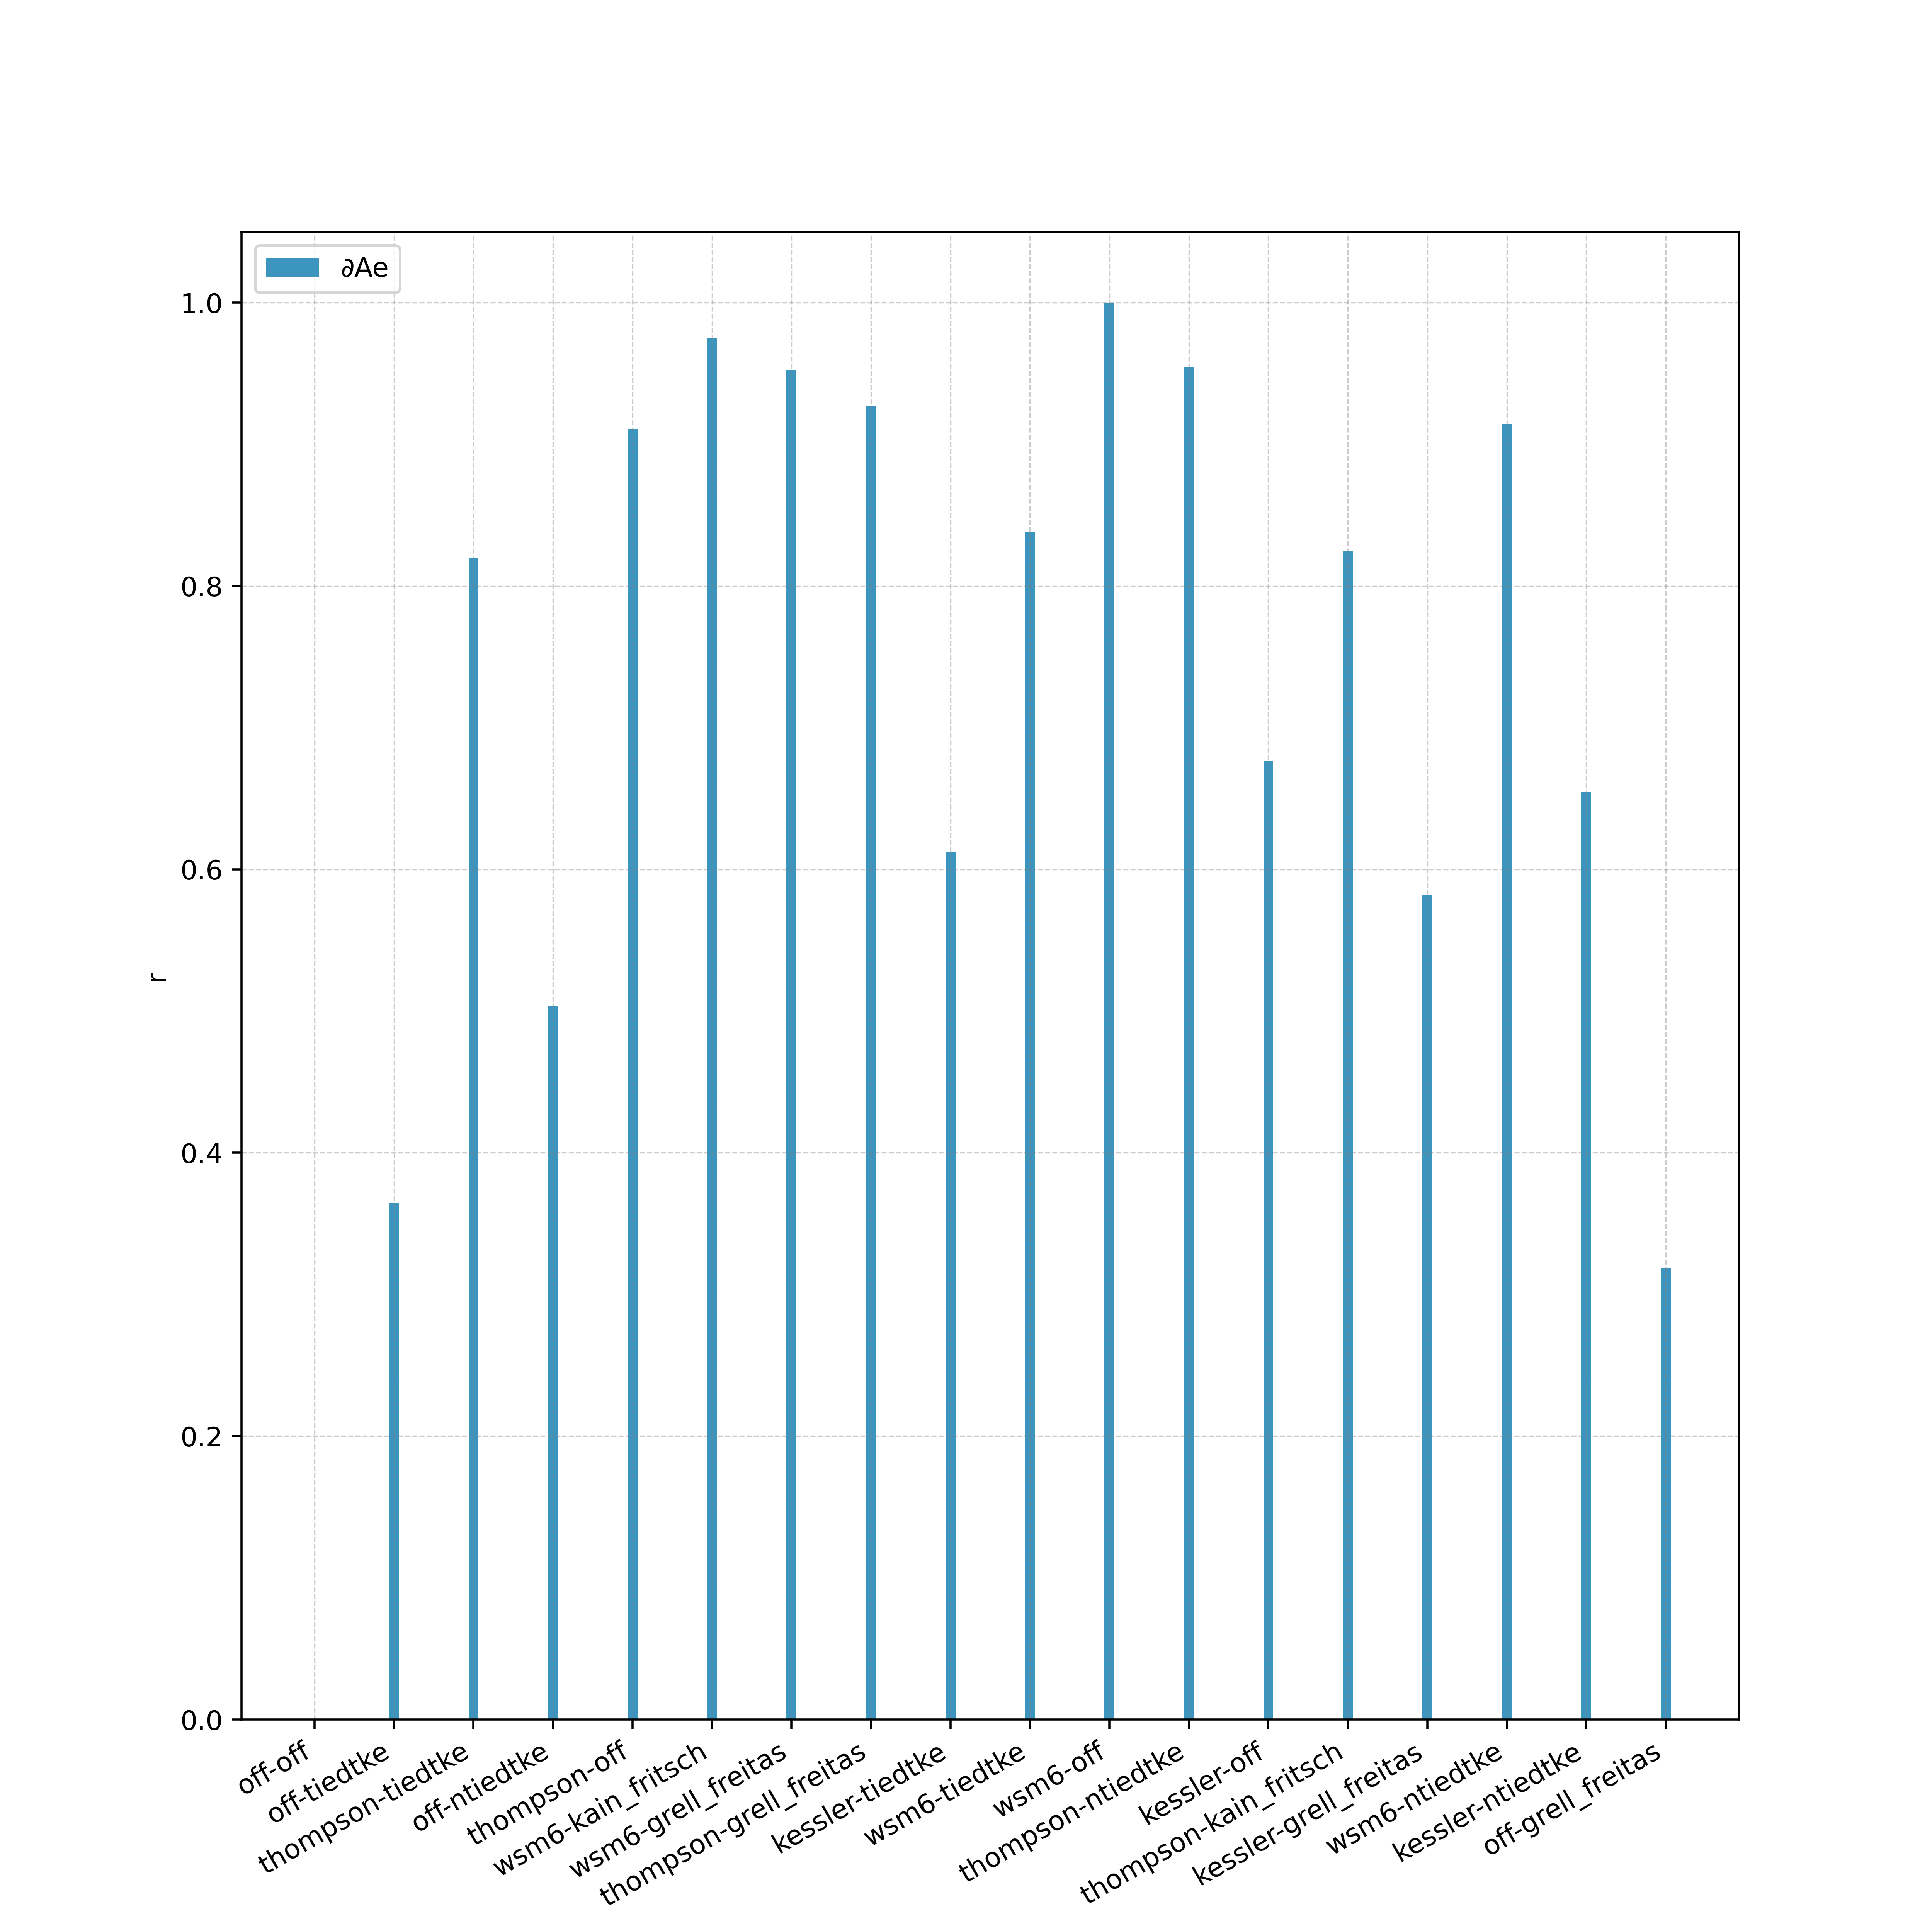 ∂Ae
1.0
0.8
0.6
0.4
0.2
0.0
r
off-off
off-tiedtke
thompson-tiedtke
off-ntiedtke
thompson-off
wsm6-kain_fritsch
wsm6-grell_freitas
thompson-grell_freitas
kessler-tiedtke
wsm6-tiedtke
wsm6-off
thompson-ntiedtke
kessler-off
thompson-kain_fritsch
kessler-grell_freitas
wsm6-ntiedtke
kessler-ntiedtke
off-grell_freitas